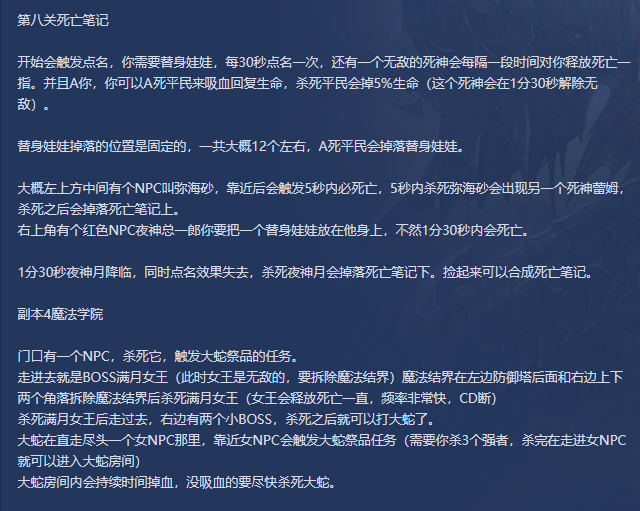 第八关死亡笔记
开始会触发点名，你需要替身娃娃，每30秒点名一次，还有一个无敌的死神会每隔一段时间对你释放死亡一
指。并且A你，你可以A死平民来吸血回复生命，杀死平民会掉5%生命（这个死神会在1分30秒解除无
敌）。
替身娃娃掉落的位置是固定的，一共大概12个左右，A死平民会掉落替身娃娃。
大概左上方中间有个NPC叫弥海砂，靠近后会触发5秒内必死亡，5秒内杀死弥海砂会出现另一个死神蕾姆，
杀死之后会掉落死亡笔记上。
右上角有个红色NPC夜神总一郎你要把一个替身娃娃放在他身上，不然1分30秒内会死亡。
1分30秒夜神月降临，同时点名效果失去，杀死夜神月会掉落死亡笔记下。捡起来可以合成死亡笔记。
副本4魔法学院
门口有一个NPC，杀死它，触发大蛇祭品的任务。
走进去就是BOSS满月女王（此时女王是无敌的，要拆除魔法结界）魔法结界在左边防御塔后面和右边上下
两个角落拆除魔法结界后杀死满月女王（女王会释放死亡一直，频率非常快，CD断）
杀死满月女王后走过去，右边有两个小BOSS，杀死之后就可以打大蛇了。
大蛇在直走尽头一个女NPC那里，靠近女NPC会触发大蛇祭品任务（需要你杀3个强者，杀完在走进女NPC
就可以进入大蛇房间）
大蛇房间内会持续时间掉血，没吸血的要尽快杀死大蛇。